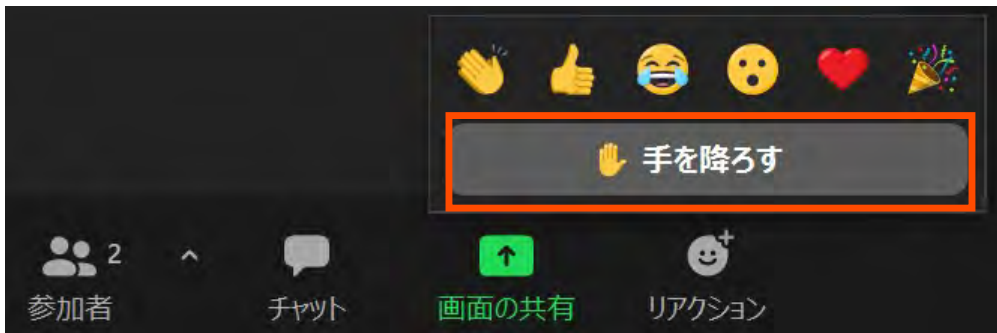 手を降ろす
2
参加者
チャット
画面の共有
リアクション